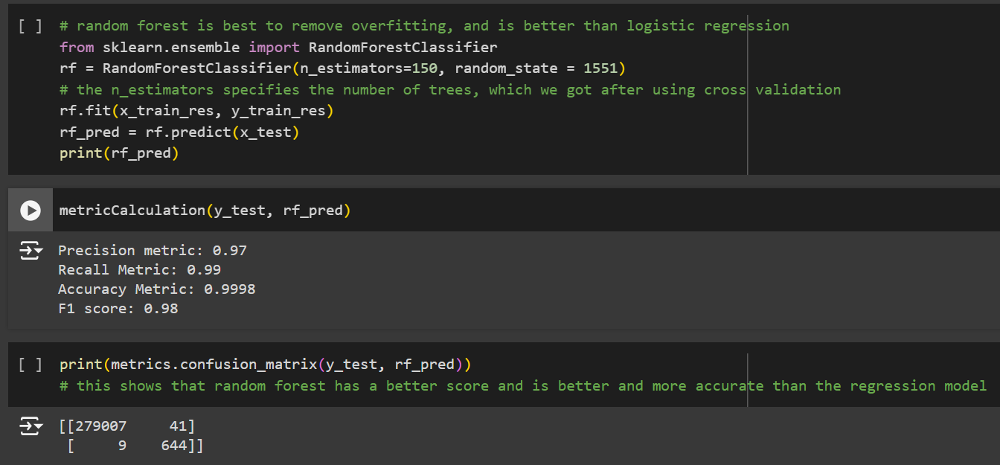 [ ] # random forest is best to remove overfitting, and is better than logistic regression
from sklearn.ensemble import RandomForestClassifier
rf = RandomForestClassifier(n_estimators=150, random_state = 1551)
# the n_estimators specifies the number of trees, which we got after using cross validation
rf.fit(x_train_res, y_train_res)
rf_pred = rf.predict(x_test)
print(rf_pred)
metricCalculation(y_test, rf_pred)
Precision metric: 0.97
Recall Metric: 0.99
Accuracy Metric: 0.9998
F1 score: 0.98
[ ] print(metrics.confusion_matrix(y_test, rf_pred))
# this shows that random forest has a better score and is better and more accurate than the regression model
[[279007     41]
 [     9    644]]